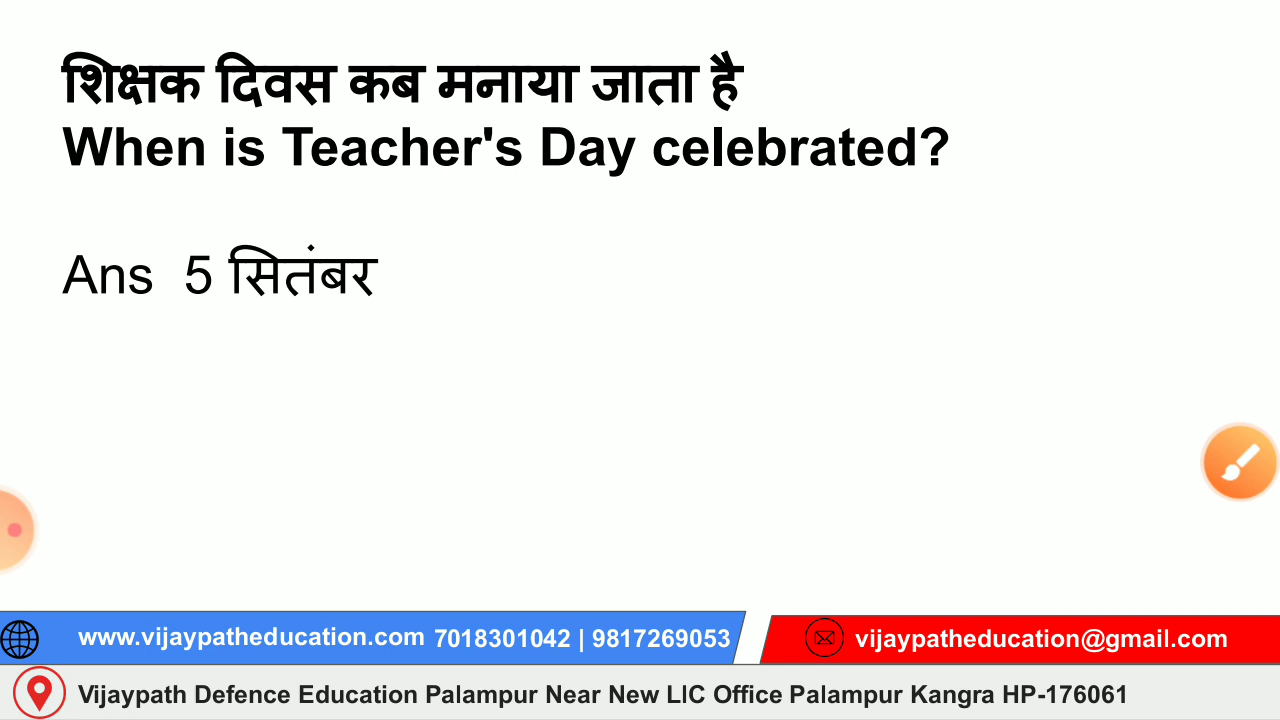 शिक्षक दिवस कब मनाया जाता है
When is Teacher's Day celebrated?
Ans 5 सितंबर
www.vijaypatheducation.com 7018301042 | 9817269053
vijaypatheducation@gmail.com
Vijaypath Defence Education Palampur Near New LIC Office Palampur Kangra HP-176061